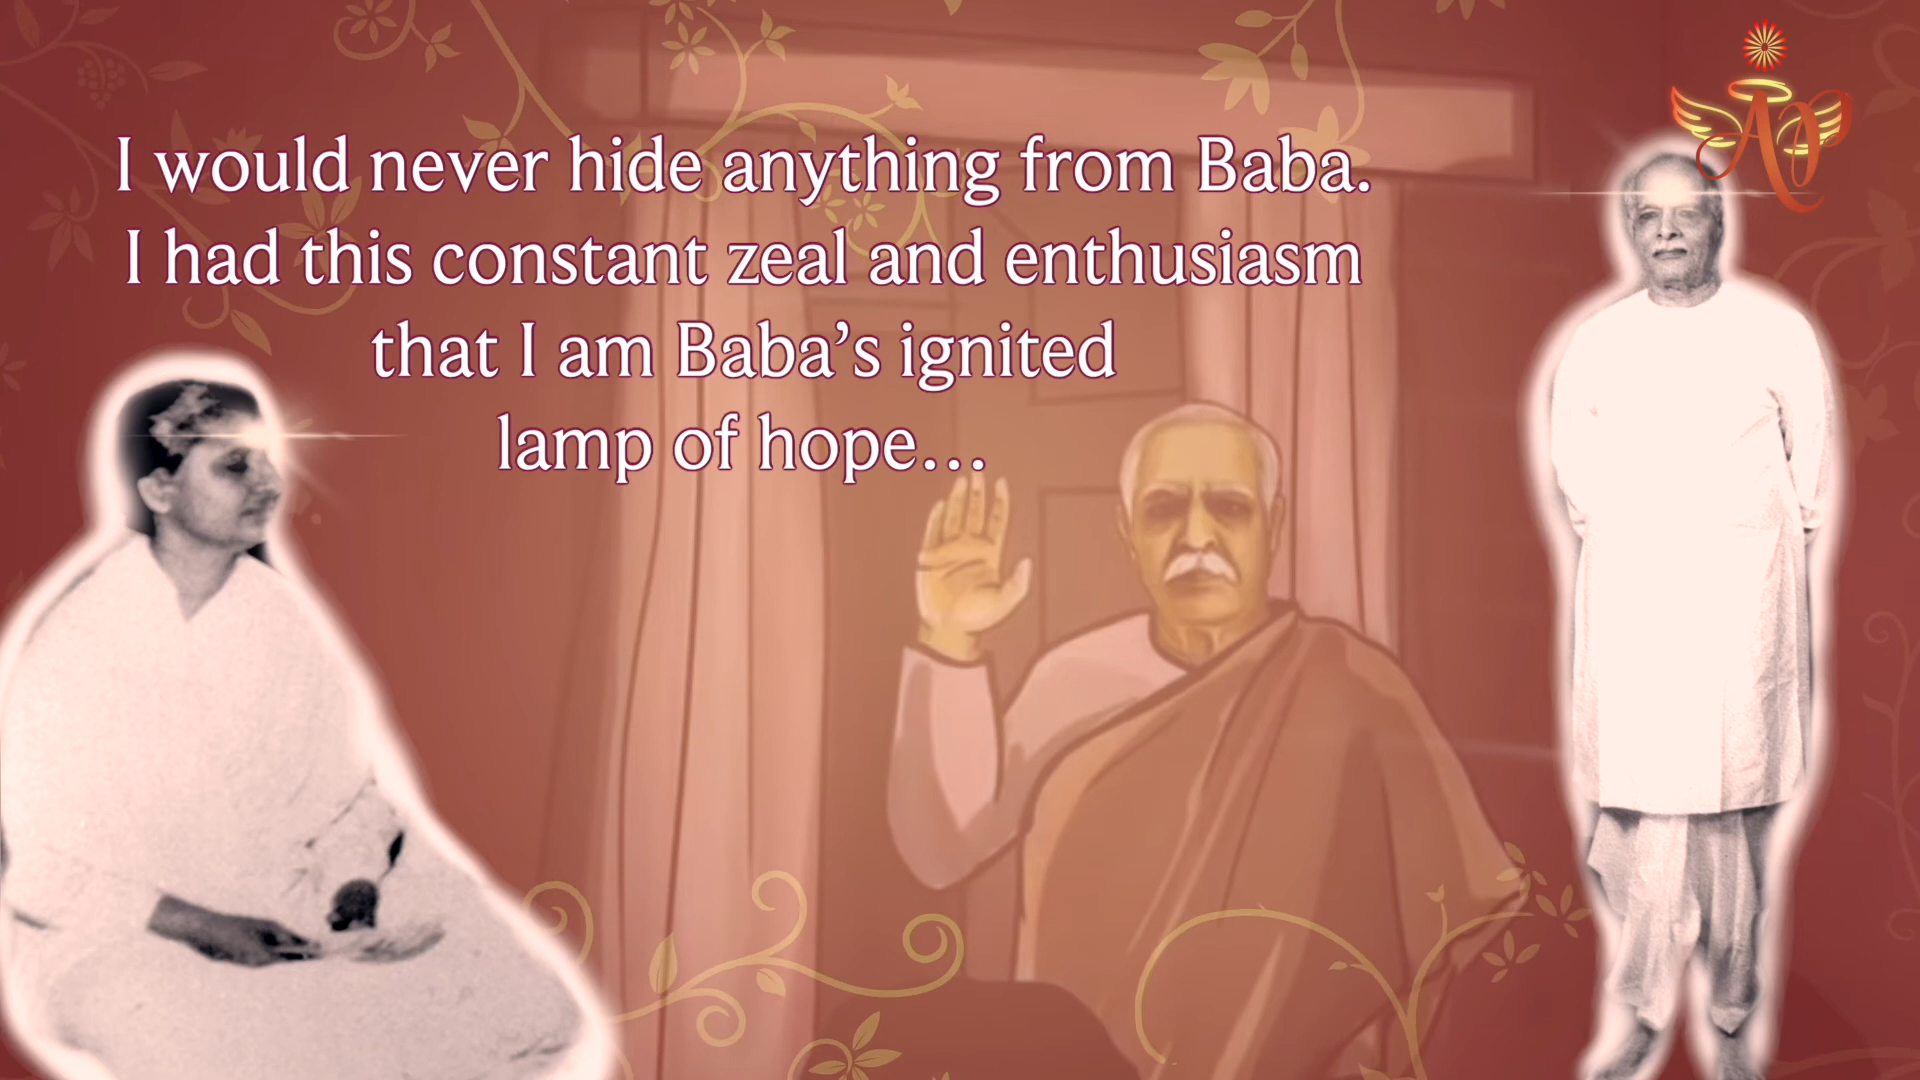 I would never hide anything from Baba.
I had this constant zeal and enthusiasm
that I am Baba’s ignited
lamp of hope…